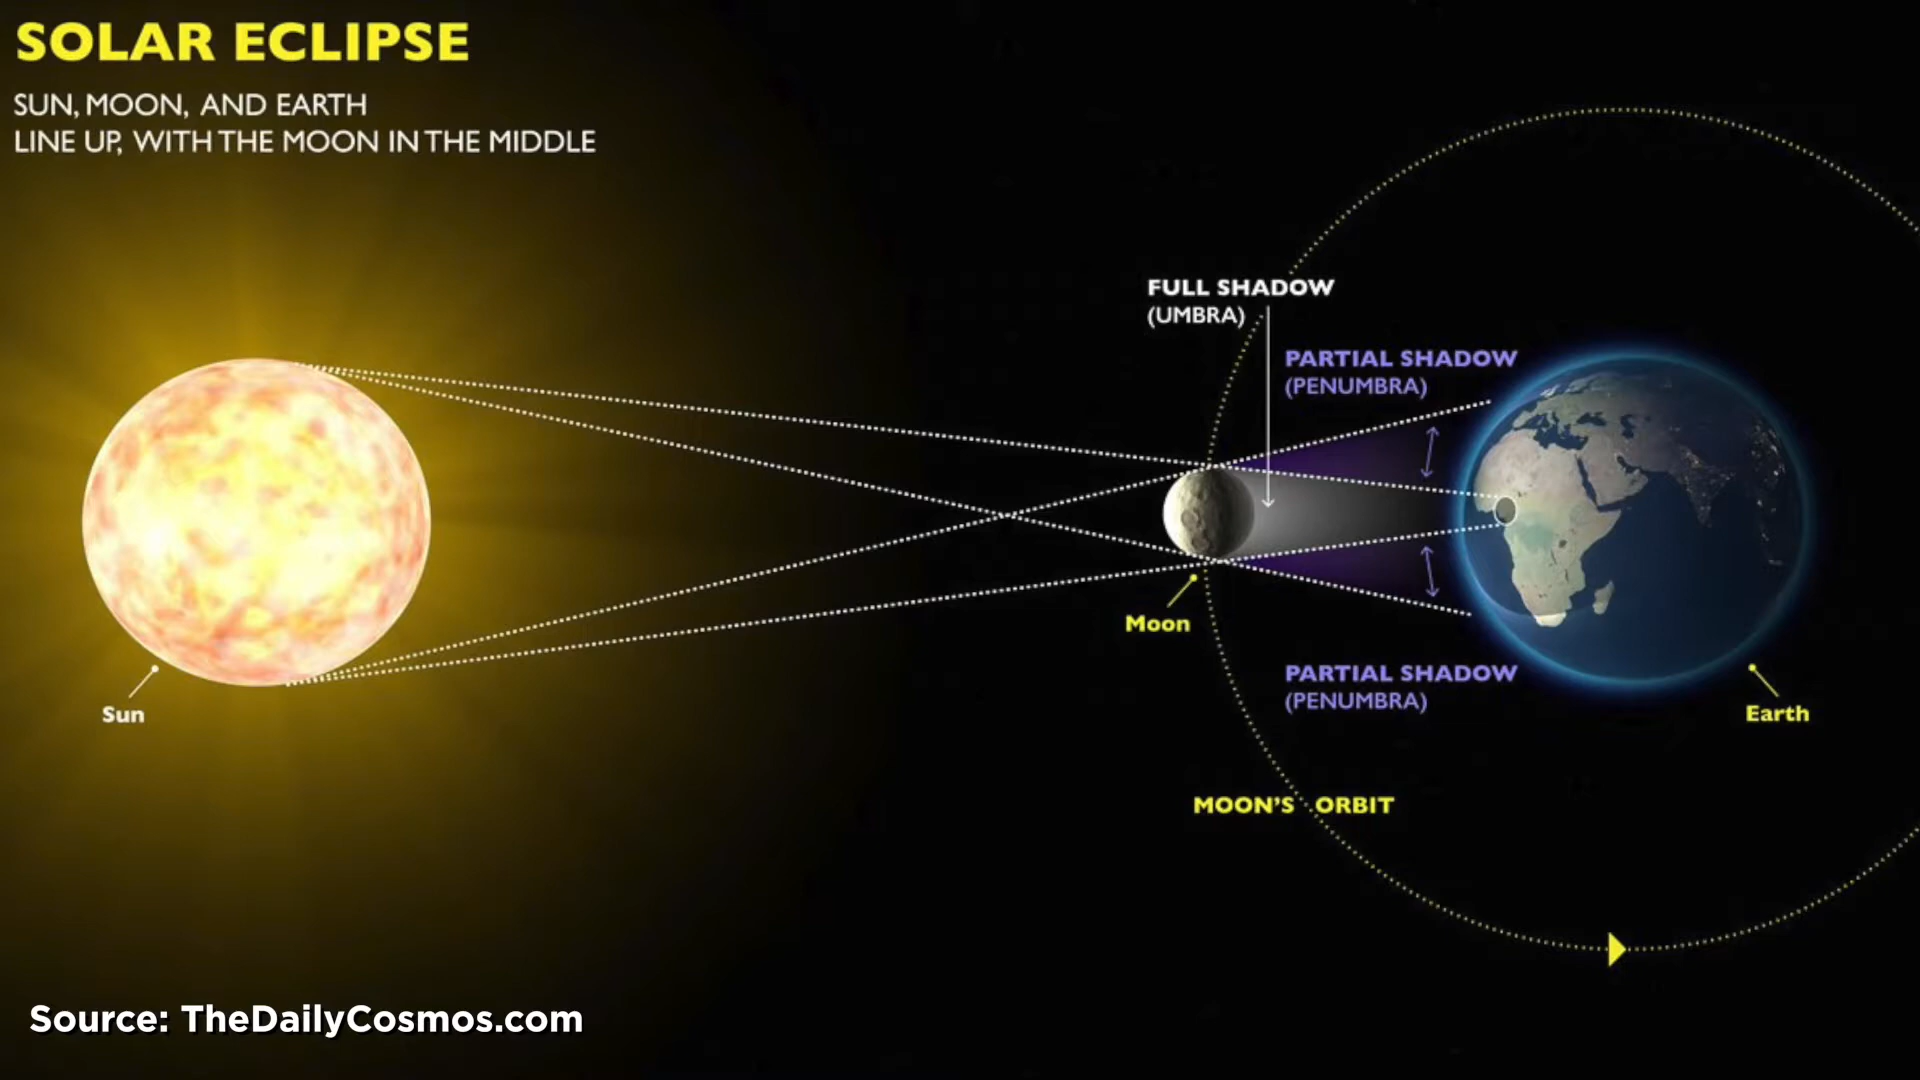 SOLAR ECLIPSE
SUN, MOON, AND EARTH
LINE UP, WITH THE MOON IN THE MIDDLE
FULL SHADOW
(UMBRA)
PARTIAL SHADOW
(PENUMBRA)
Moon
PARTIAL SHADOW
(PENUMBRA)
Sun
Earth
MOON'S ORBIT
Source: TheDailyCosmos.com